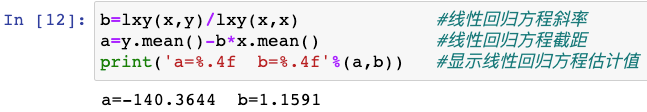 In [12]: b=lxy(x,y)/lxy(x,x) #线性回归方程斜率
a=y.mean()-b*x.mean() #线性回归方程截距
print('a=%.4f b=%.4f'%(a,b)) #显示线性回归方程估计值
a=-140.3644 b=1.1591